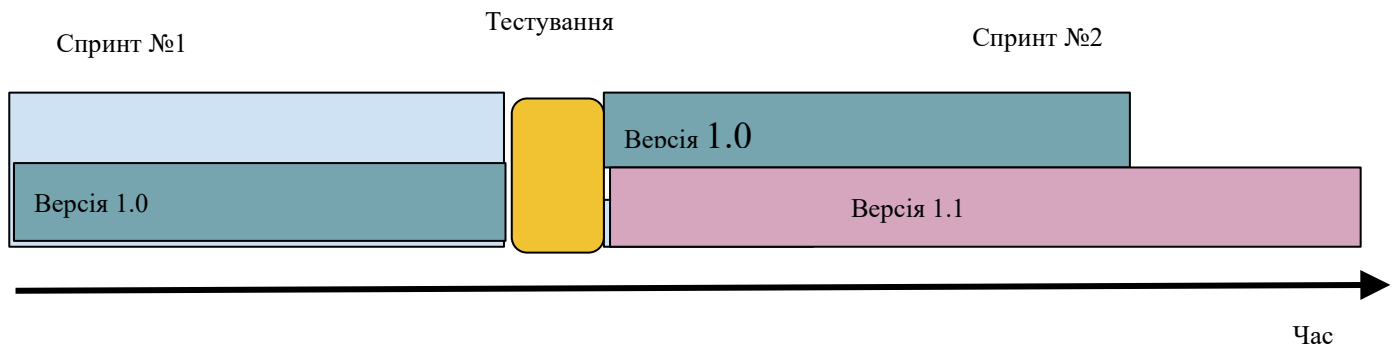 Тестування
Спринт №1
Спринт №2
Версія 1.0
Версія 1.0
Версія 1.1
Час